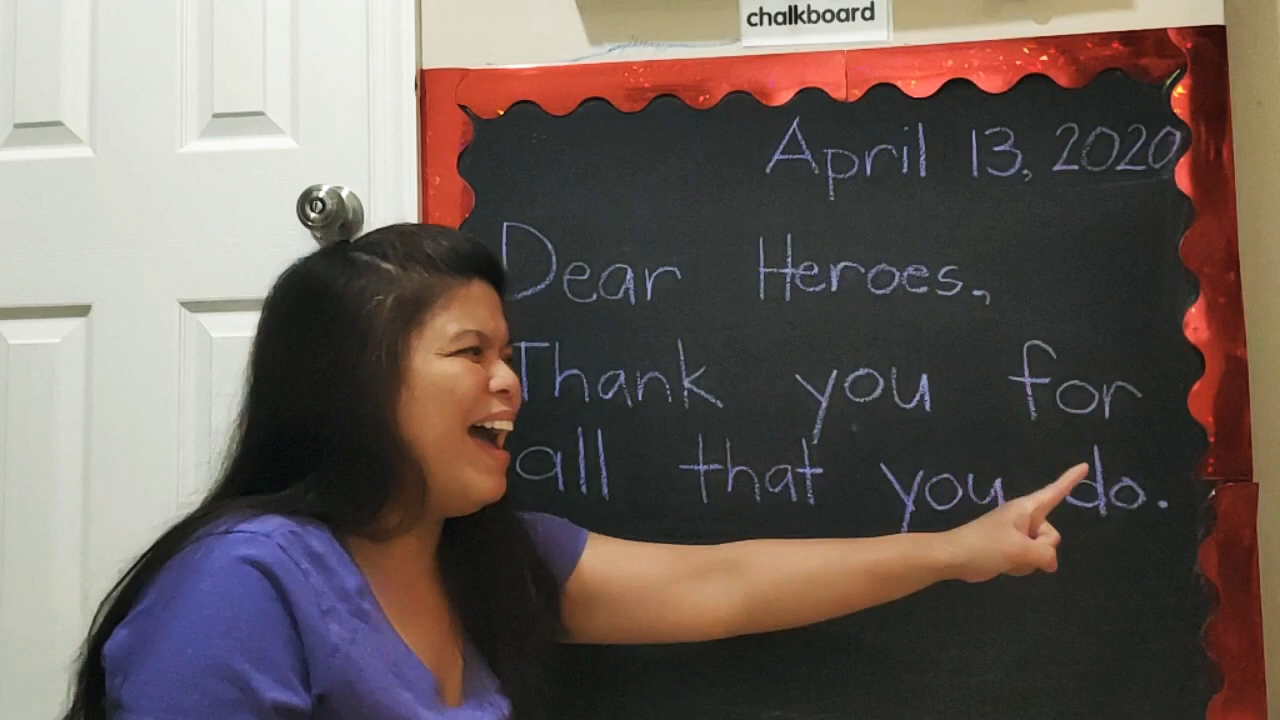 chalkboard
April 13, 2020
Dear Heroes,
Thank you for
all that you do.